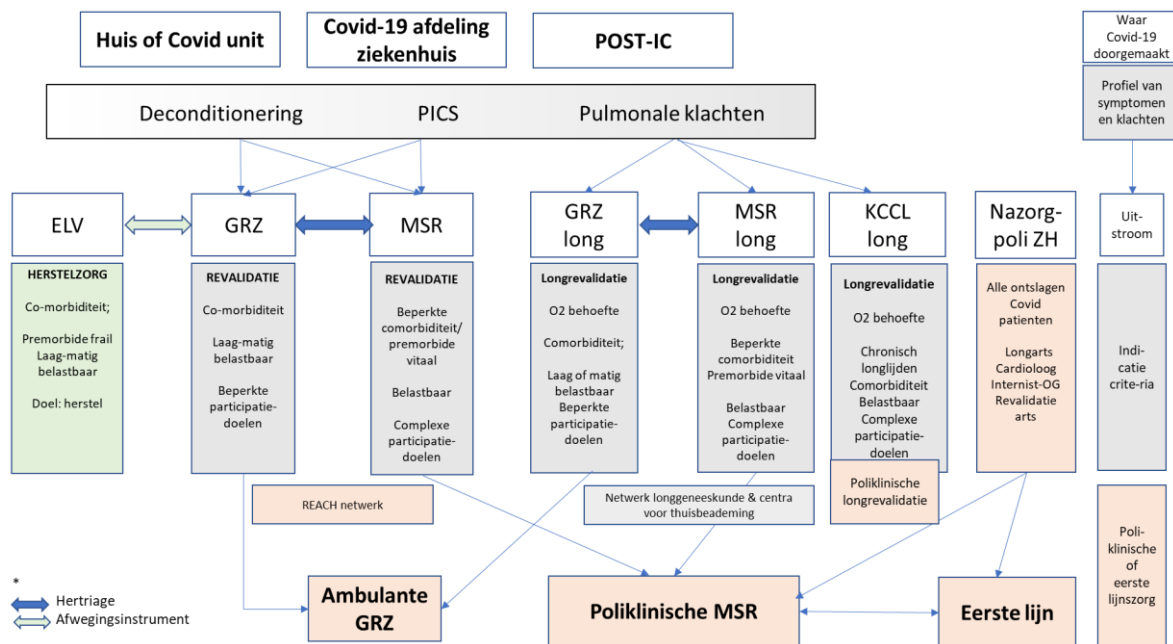 Huis of Covid unit
Covid-19 afdeling
ziekenhuis
POST-IC
Waar
Covid-19
doorgemaakt
Deconditionering
PICS
Pulmonale klachten
Profiel van
symptomen
en klachten
ELV
GRZ
MSR
GRZ
long
MSR
long
KCCL
long
Nazorg-
poli ZH
Uit-
stroom
HERSTELZORG
Co-morbiditeit;
Premorbide frail
Laag-matig
belastbaar
Doel: herstel
REVALIDATIE
Co-morbiditeit
Laag-matig
belastbaar
Beperkte
participatie-
doelen
REVALIDATIE
Beperkte
comorbiditeit/
premorbide
vitaal
Belastbaar
Complexe
participatie-
doelen
Longrevalidatie
O2 behoefte
Comorbiditeit;
Laag of matig
belastbaar
Beperkte
participatie-
doelen
Longrevalidatie
O2 behoefte
Beperkte
comorbiditeit
Premorbide vitaal
Belastbaar
Complexe
participatie-
doelen
Longrevalidatie
O2 behoefte
Chronisch
longlijden
Comorbiditeit
Belastbaar
Complexe
participatie-
doelen
Poliklinische
longrevalidatie
Alle ontslagen
Covid
patienten
Longarts
Cardioloog
Internist-OG
Revalidatie
arts
Indi-
catie
crite-ria
REACH netwerk
Netwerk longgeneeskunde & centra
voor thuisbeademing
Poli-
klinische
of
eerste
lijnszorg
*
Hertriage
Afwegingsinstrument
Ambulante
GRZ
Poliklinische MSR
Eerste lijn